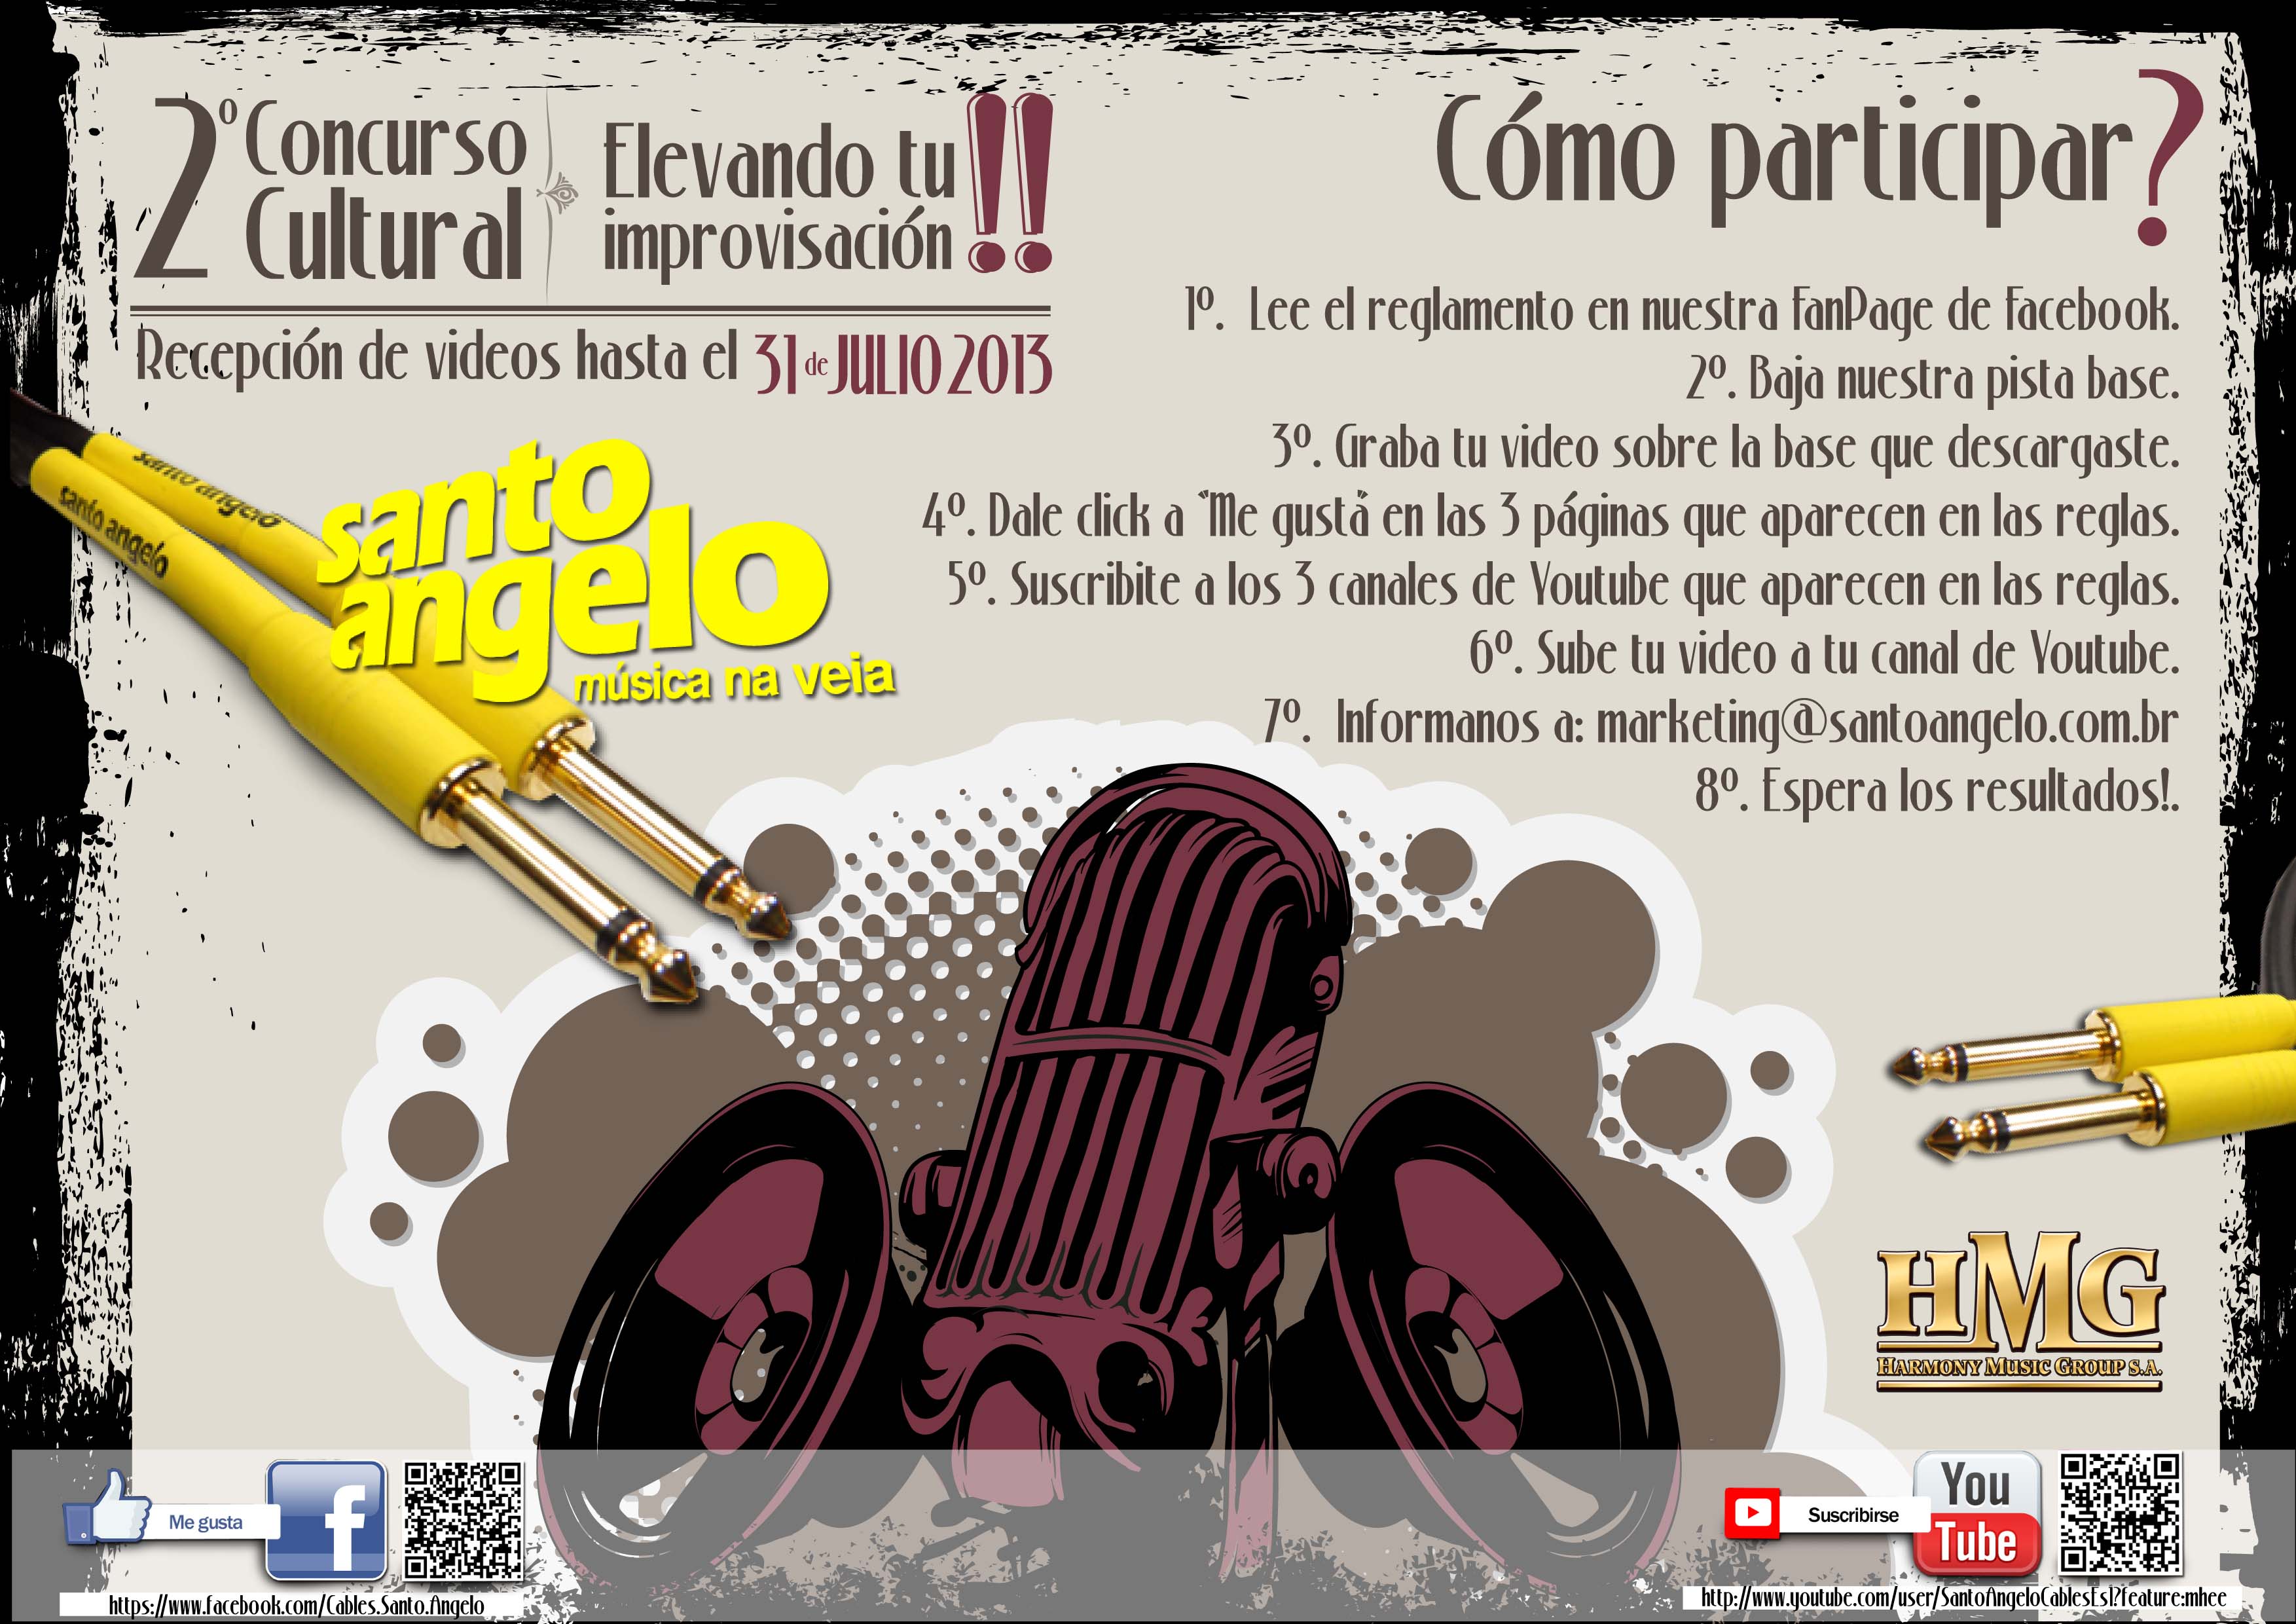 2º Concurso
Cultural
Elevando tu
improvisación!!
Recepción de videos hasta el 31 de JULIO 2013
santo angelo
santo angelo
santo
angelo
música na veia
Cómo participar?
1º. Lee el reglamento en nuestra FanPage de Facebook.
2º. Baja nuestra pista base.
3º. Graba tu video sobre la base que descargaste.
4º. Dale click a "Me gusta" en las 3 páginas que aparecen en las reglas.
5º. Suscribite a los 3 canales de Youtube que aparecen en las reglas.
6º. Sube tu video a tu canal de Youtube.
7º. Informanos a: marketing@santoangelo.com.br
8º. Espera los resultados!.
HMG
HARMONY MUSIC GROUP S.A.
Me gusta
f
https://www.facebook.com/Cables.Santo.Angelo
Suscribirse
You
Tube
http://www.youtube.com/user/SantoAngeloCablesEsl?feature=mhee